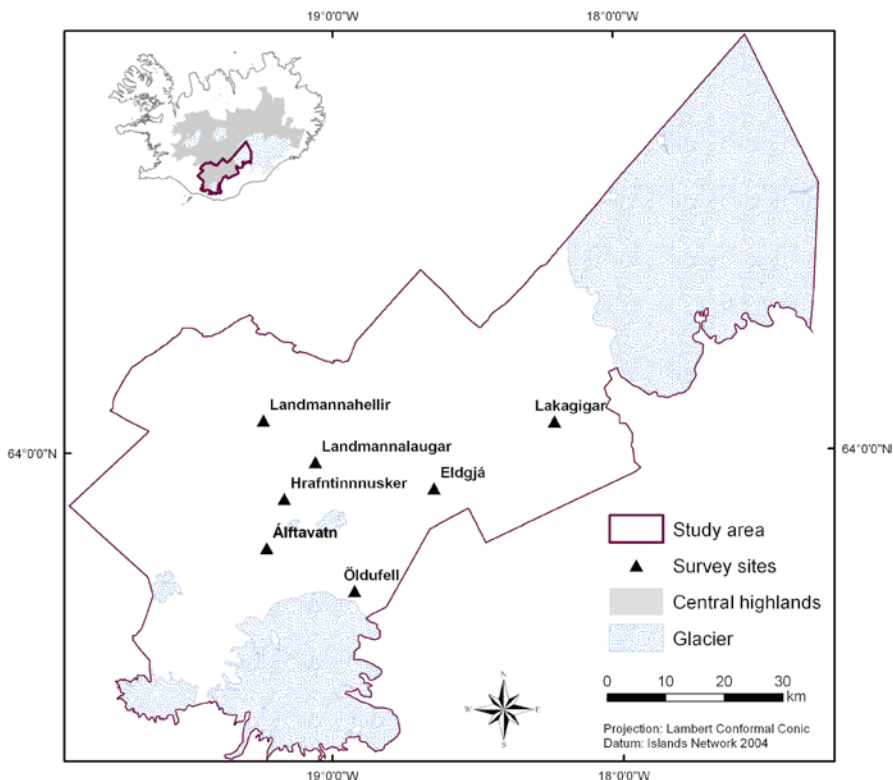 19°0'0"W
18°0'0"W
Landmannahellir
Lakagigar
Landmannalaugar
64°0'0"N
64°0'0"N
Eldgjá
Hrafntinnnusker
Álftavatn
Öldufell
Study area
Survey sites
Central highlands
Glacier
0 10 20 30
km
N
W E
S
Projection: Lambert Conformal Conic
Datum: Islands Network 2004
19°0'0"W
18°0'0"W